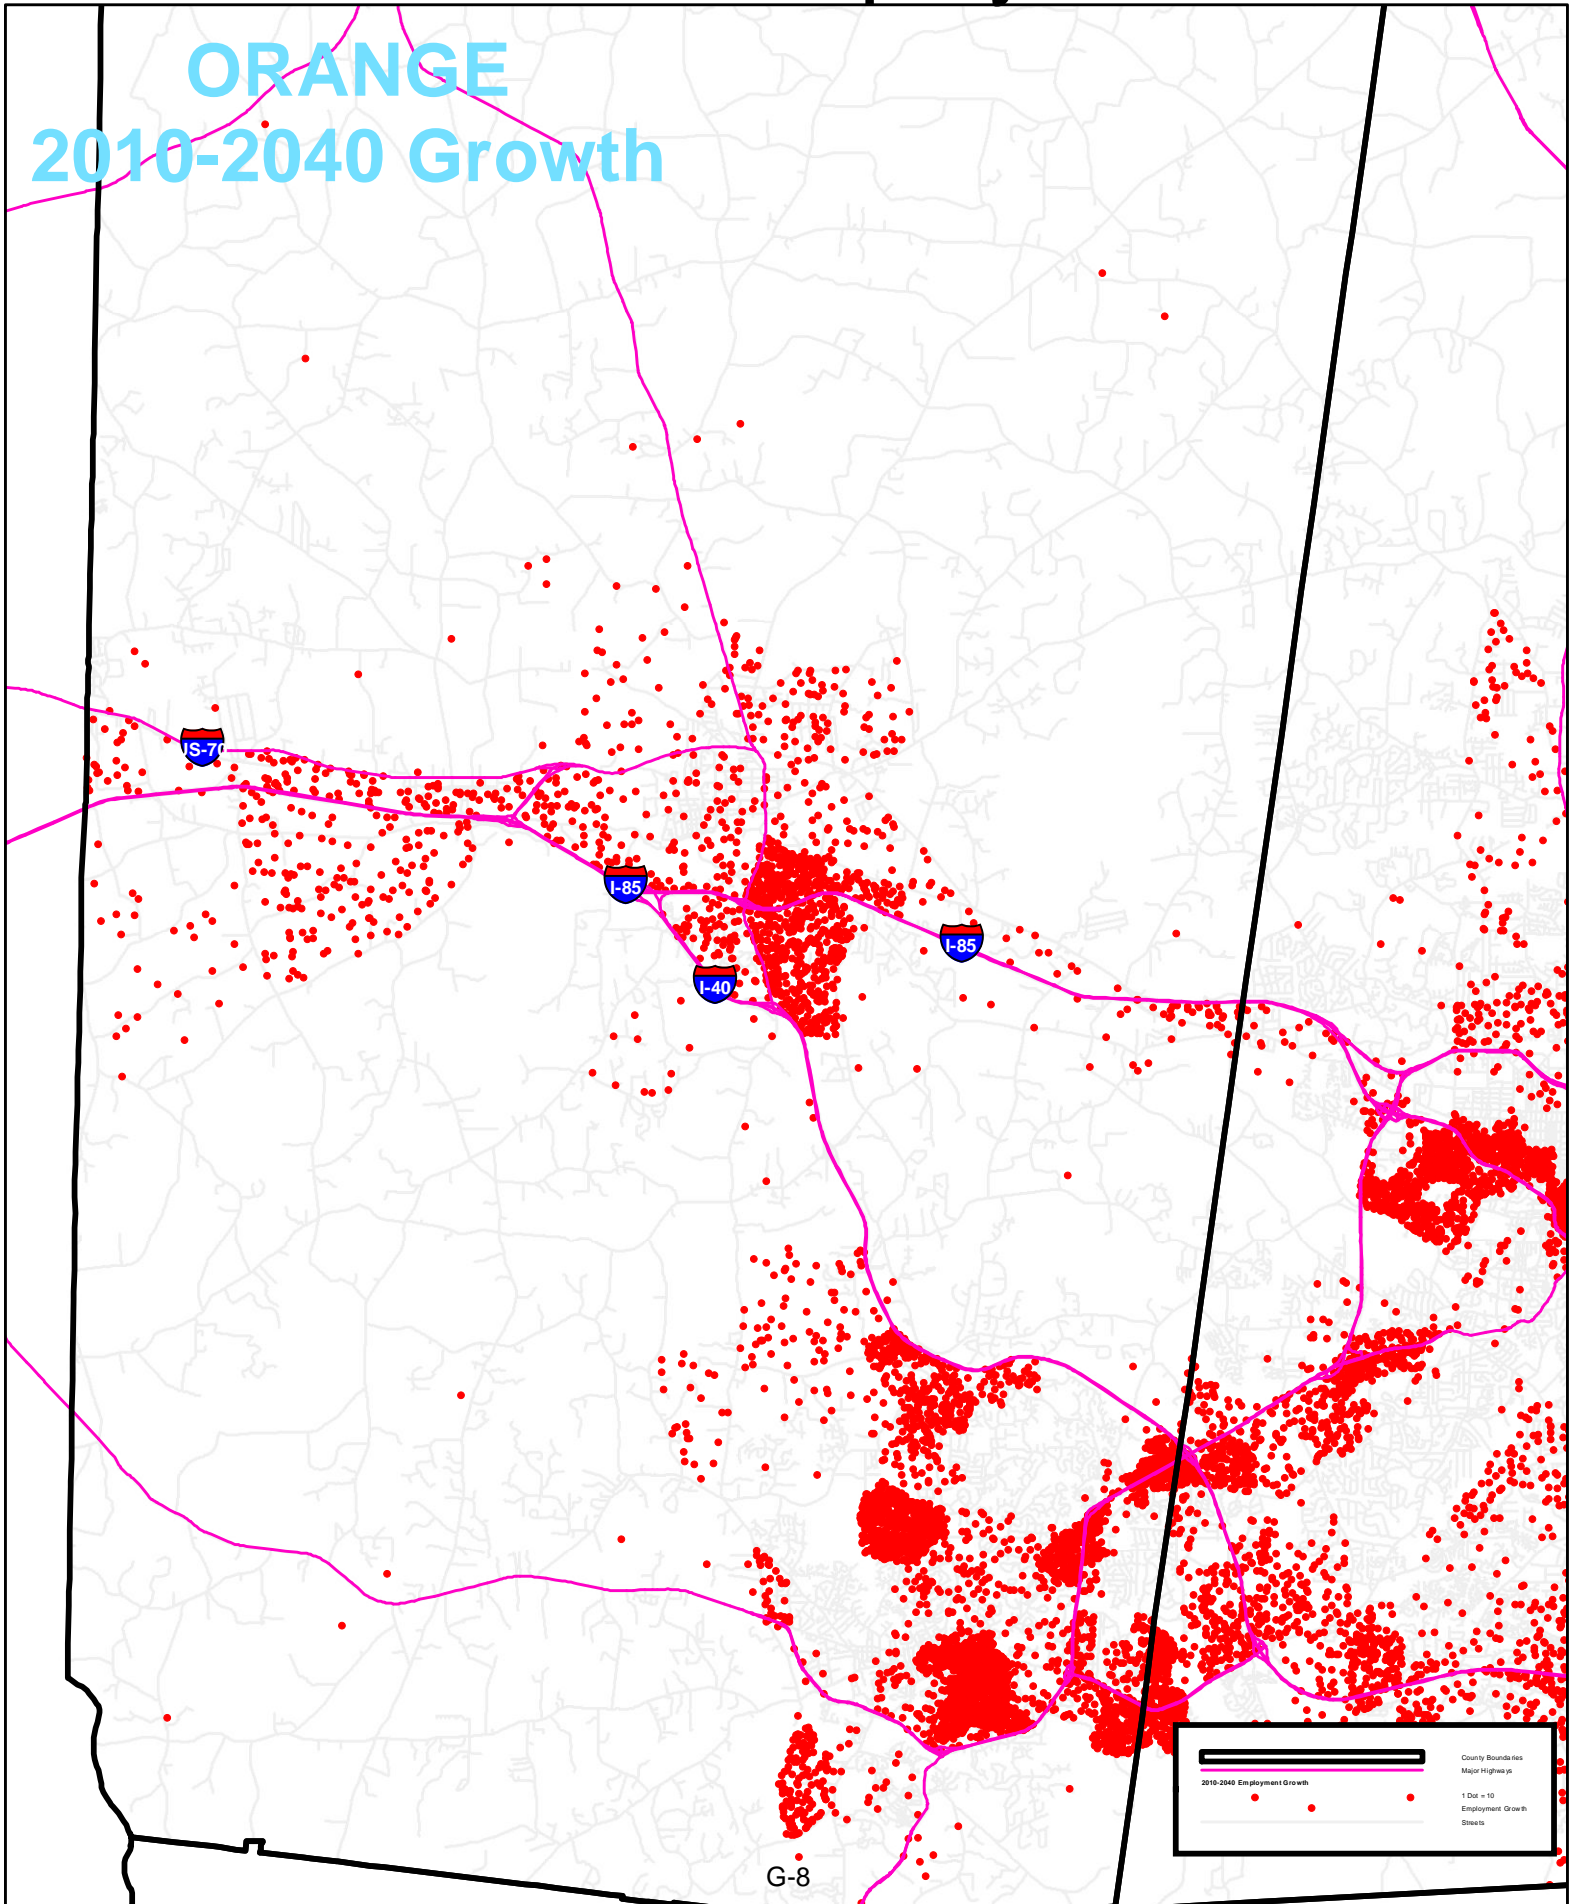 ORANGE
2010-2040 Growth
US-70
I-85
I-85
I-40
County Boundaries
Major Highways
2010-2040 Employment Growth
1 Dot = 10
Employment Growth
Streets
G-8